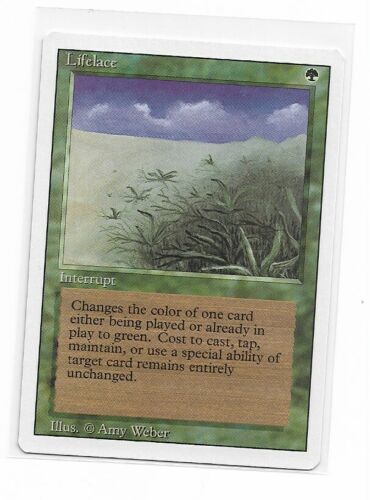 Lifelace
Interrupt
Changes the color of one card
either being played or already in
play to green. Cost to cast, tap,
maintain, or use a special ability of
target card remains entirely
unchanged.
Illus. © Amy Weber